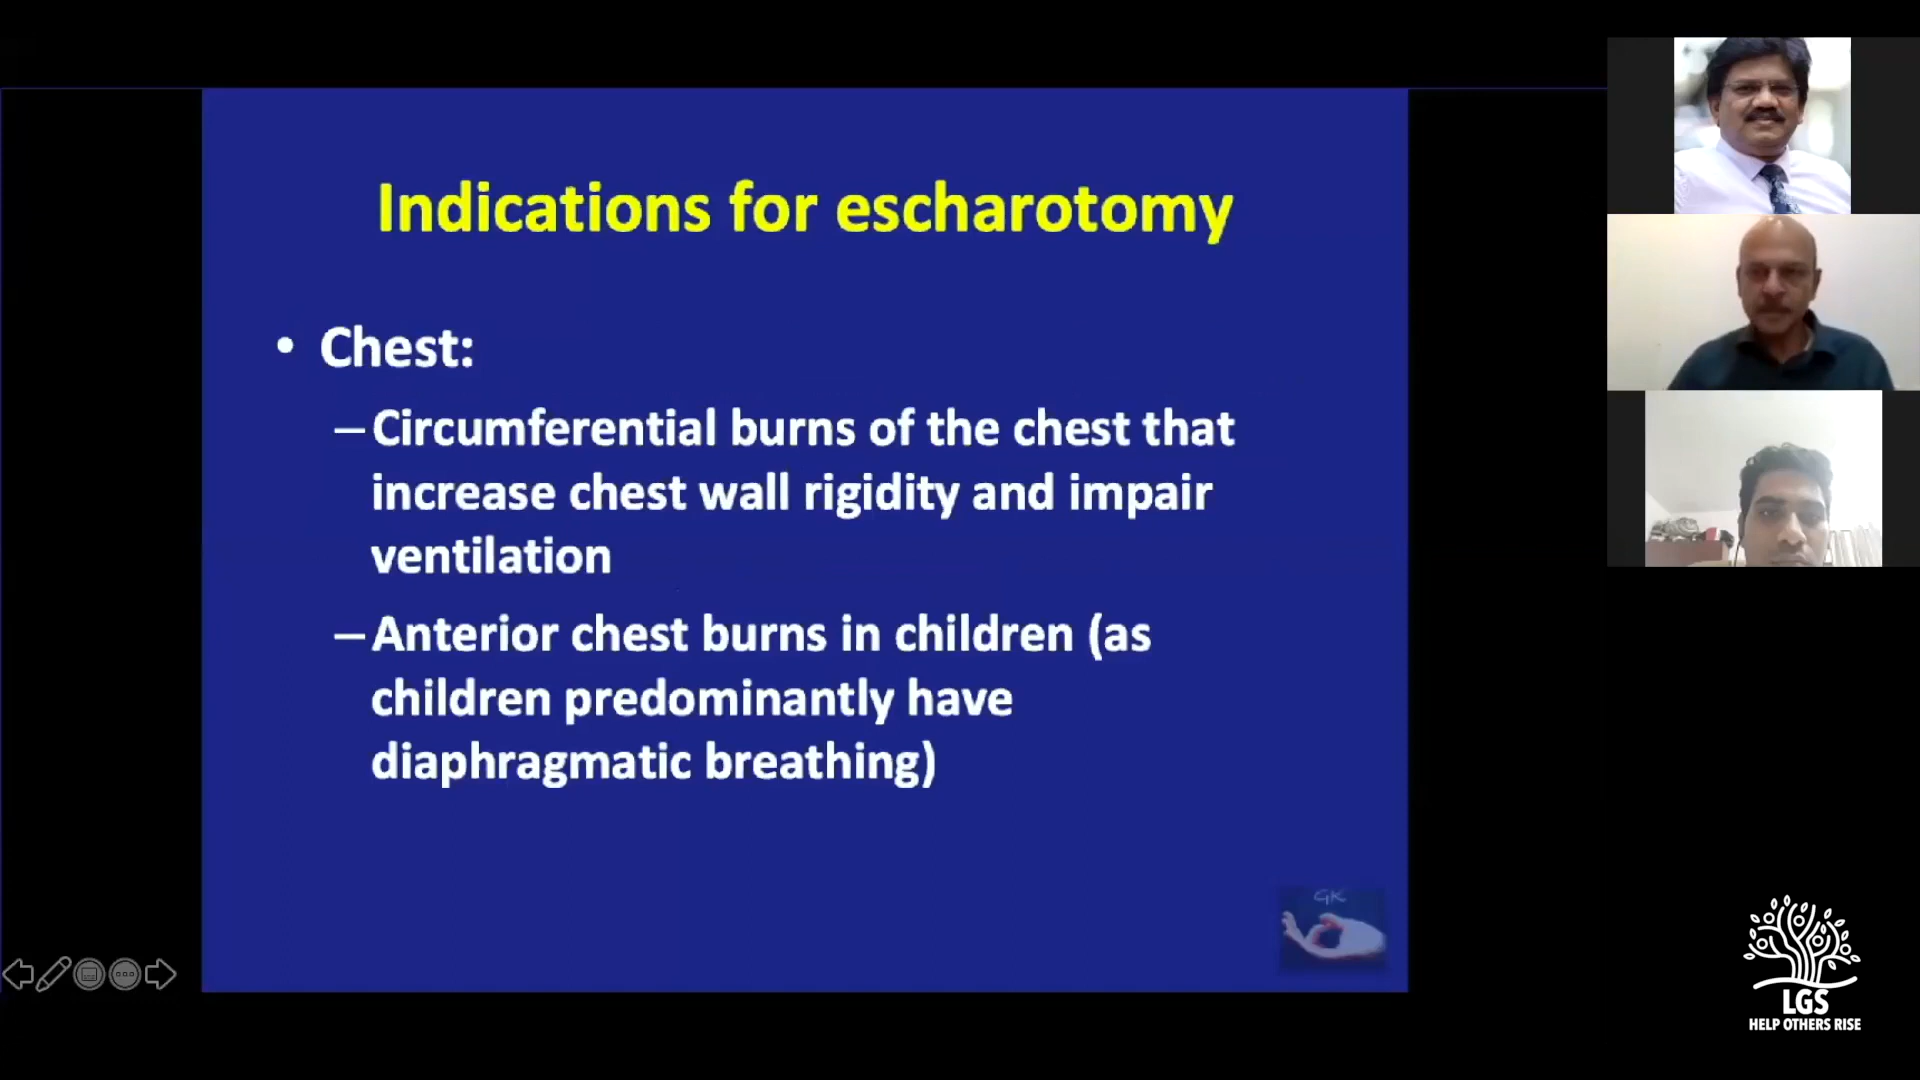 Indications for escharotomy
• Chest:
–Circumferential burns of the chest that
increase chest wall rigidity and impair
ventilation
–Anterior chest burns in children (as
children predominantly have
diaphragmatic breathing)
GK
LGS
HELP OTHERS RISE